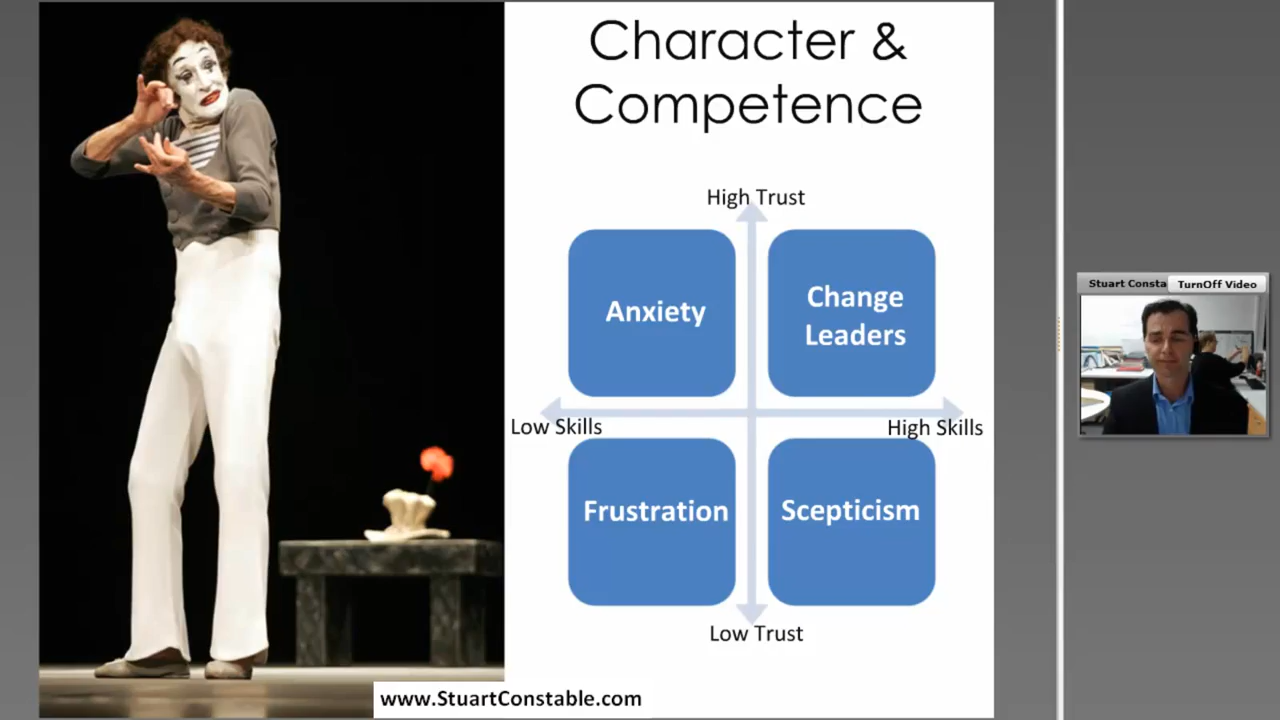 Character &
Competence
High Trust
Anxiety
Change
Leaders
Low Skills
High Skills
Frustration
Scepticism
Low Trust
www.StuartConstable.com
Stuart Consta
TurnOff Video